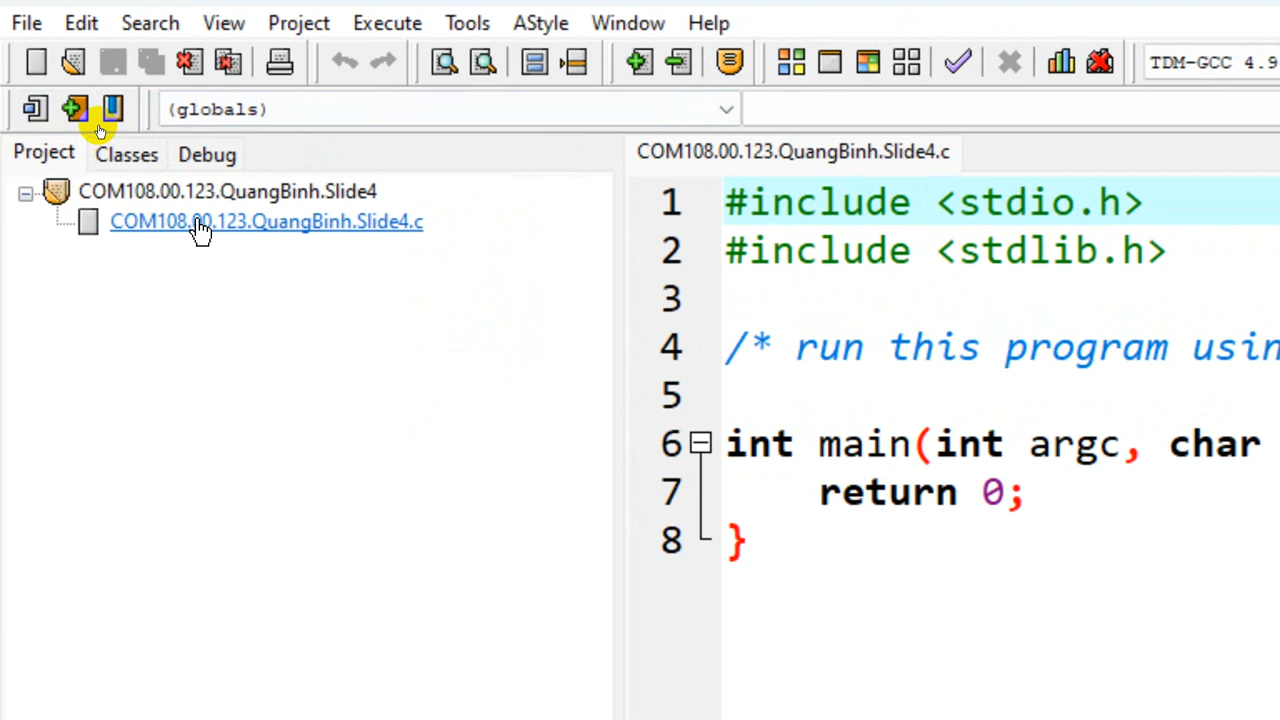 File Edit Search View Project Execute Tools AStyle Window Help
TDM-GCC 4.9
(globals)
Project Classes Debug
COM108.00.123.QuangBinh.Slide4
COM108.00.123.QuangBinh.Slide4.c
COM108.00.123.QuangBinh.Slide4.c
1 #include <stdio.h>
2 #include <stdlib.h>
3
4 /* run this program usin
5
6 int main(int argc, char
7 return 0;
8 }